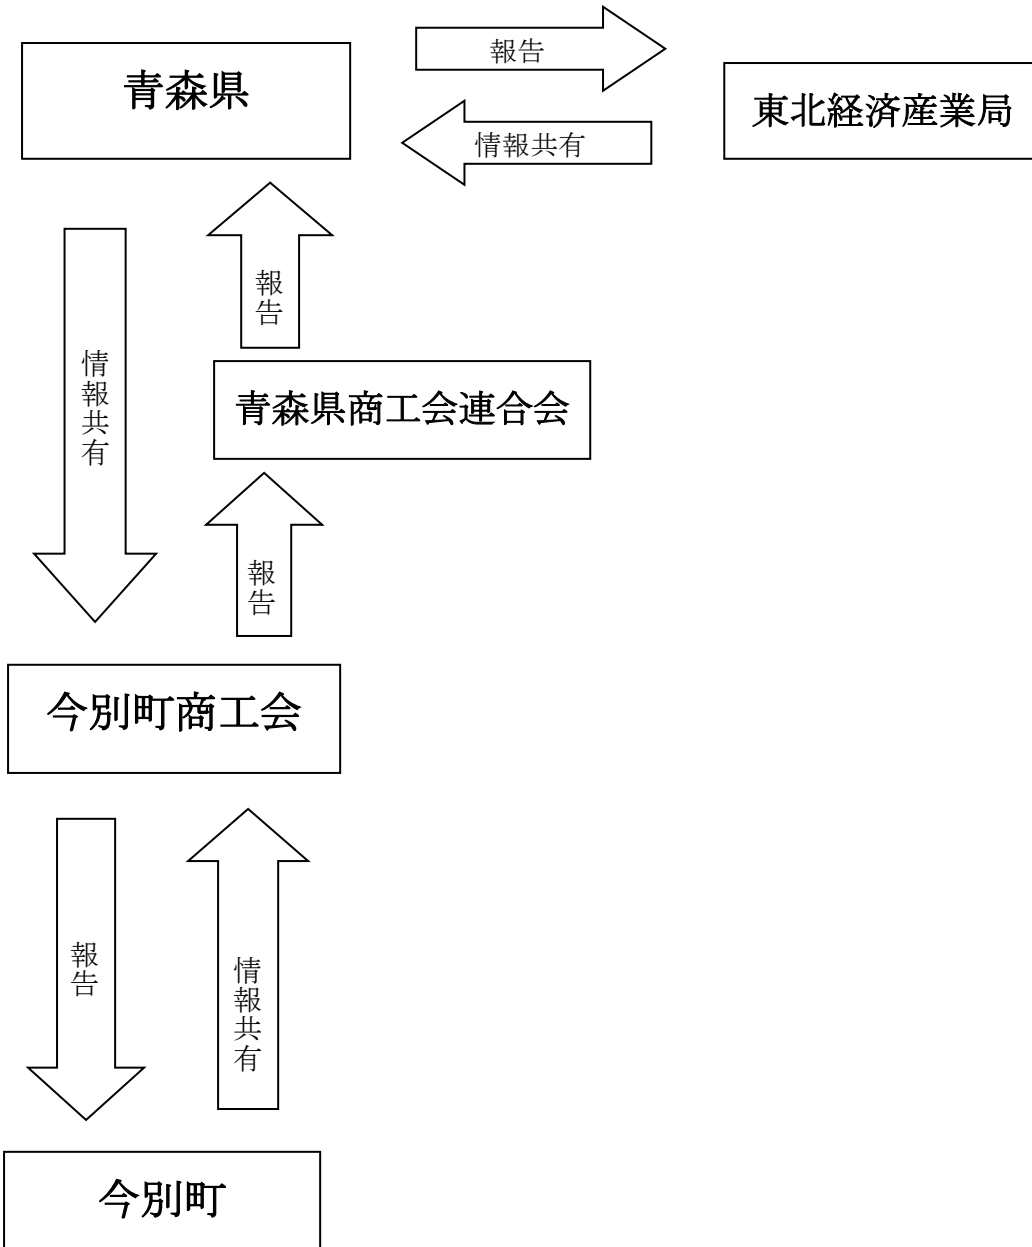 報告
青森県
東北経済産業局
情報共有
報告
情報共有
青森県商工会連合会
報告
今別町商工会
報告
情報共有
今別町